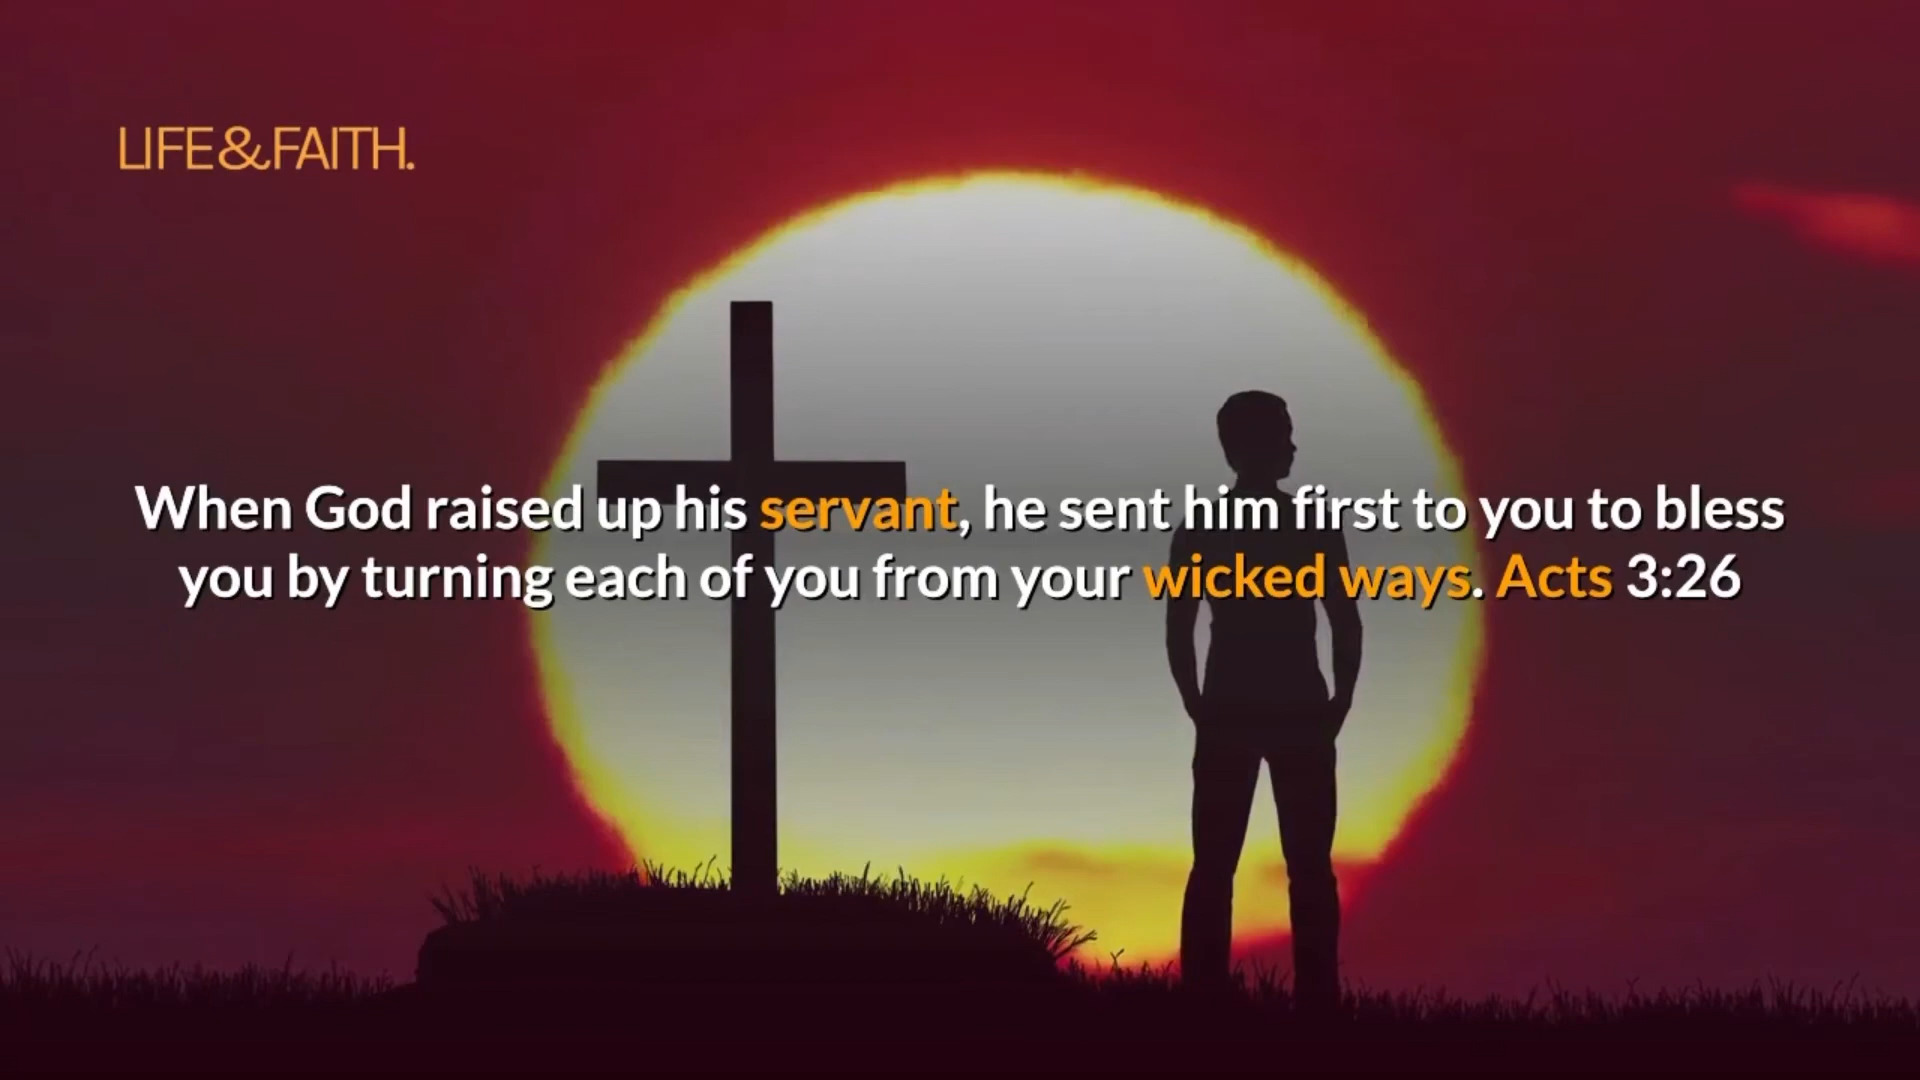 LIFE&FAITH.
When God raised up his servant, he sent him first to you to bless
you by turning each of you from your wicked ways. Acts 3:26